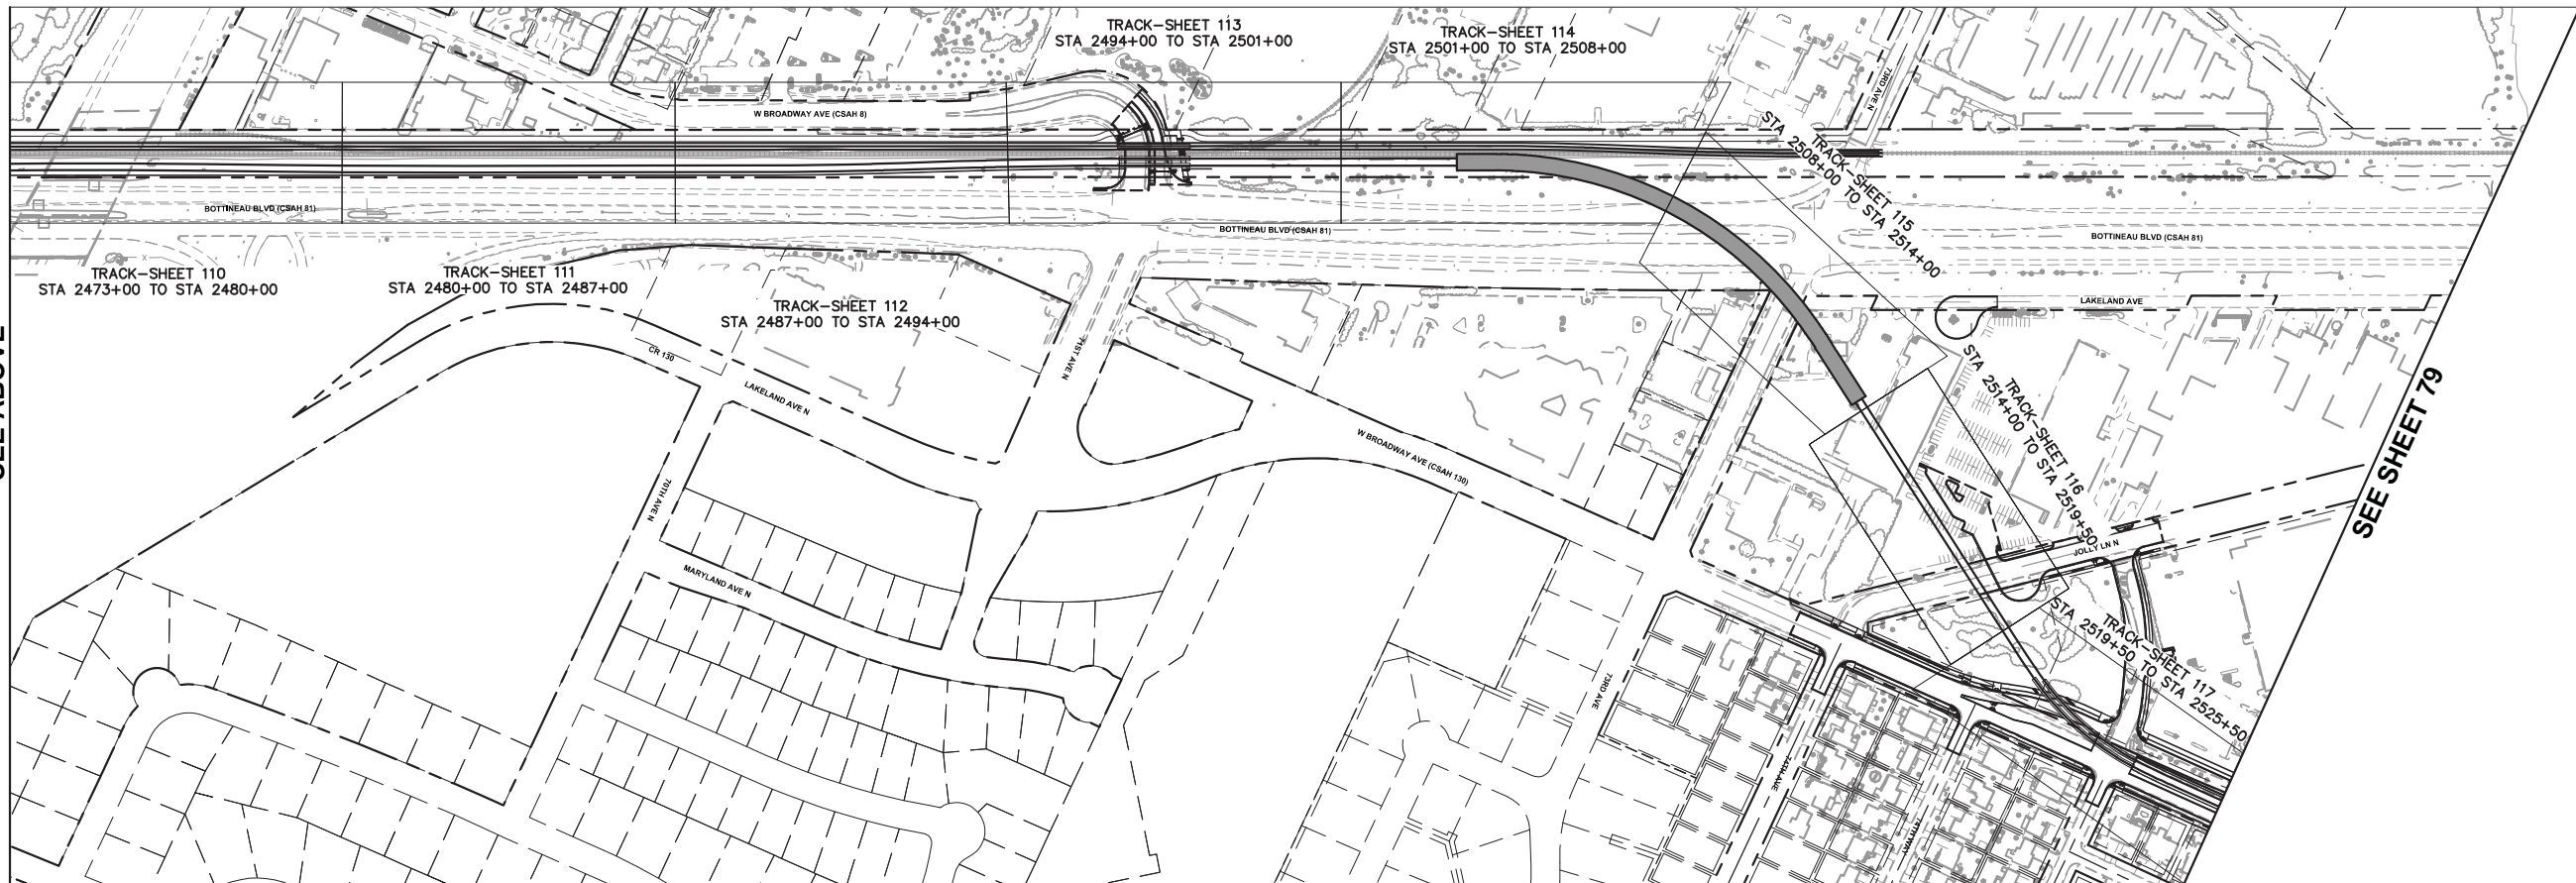 TRACK-SHEET 113
STA 2494+00 TO STA 2501+00
TRACK-SHEET 114
STA 2501+00 TO STA 2508+00
73RD AVE N
W BROADWAY AVE (CSAH 8)
TRACK-SHEET 115
STA 2508+00 TO STA 2514+00
BOTTINEAU BLVD (CSAH 81)
BOTTINEAU BLVD (CSAH 81)
BOTTINEAU BLVD (CSAH 81)
TRACK-SHEET 110
STA 2473+00 TO STA 2480+00
TRACK-SHEET 111
STA 2480+00 TO STA 2487+00
TRACK-SHEET 112
STA 2487+00 TO STA 2494+00
LAKELAND AVE
CR 130
71ST AVE N
LAKELAND AVE N
TRACK-SHEET 116
STA 2514+00 TO STA 2519+50
SEE SHEET 79
W BROADWAY AVE (CSAH 130)
70TH AVE N
JOLLY LN N
MARYLAND AVE N
TRACK-SHEET 117
STA 2519+50 TO STA 2525+50
73RD AVE
74TH AVE
74TH WAY